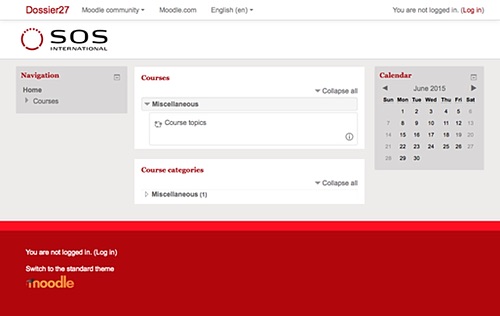 Dossier27 Moodle community Moodle.com English (en) You are not logged in. (Log in)
SOS
INTERNATIONAL
Navigation
Home
Courses
Courses
Collapse all
Miscellaneous
Course topics
Course categories
Collapse all
Miscellaneous (1)
Calendar
June 2015
Sun Mon Tue Wed Thu Fri Sat
1 2 3 4 5 6
7 8 9 10 11 12 13
14 15 16 17 18 19 20
21 22 23 24 25 26 27
28 29 30
You are not logged in. (Log in)
Switch to the standard theme
moodle